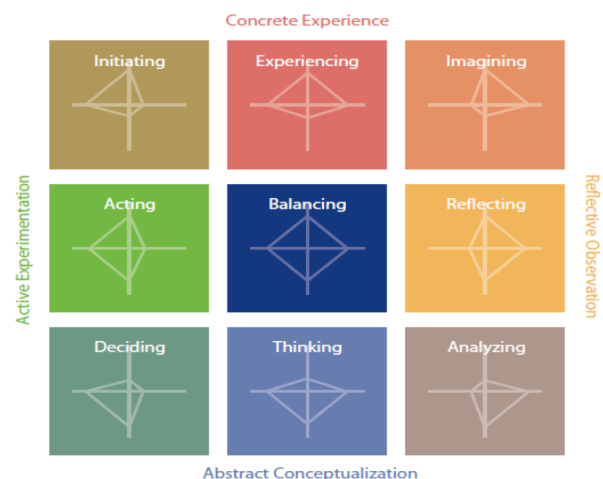 Concrete Experience
Initiating
Experiencing
Imagining
Active Experimentation
Acting
Balancing
Reflecting
Reflective Observation
Deciding
Thinking
Analyzing
Abstract Conceptualization